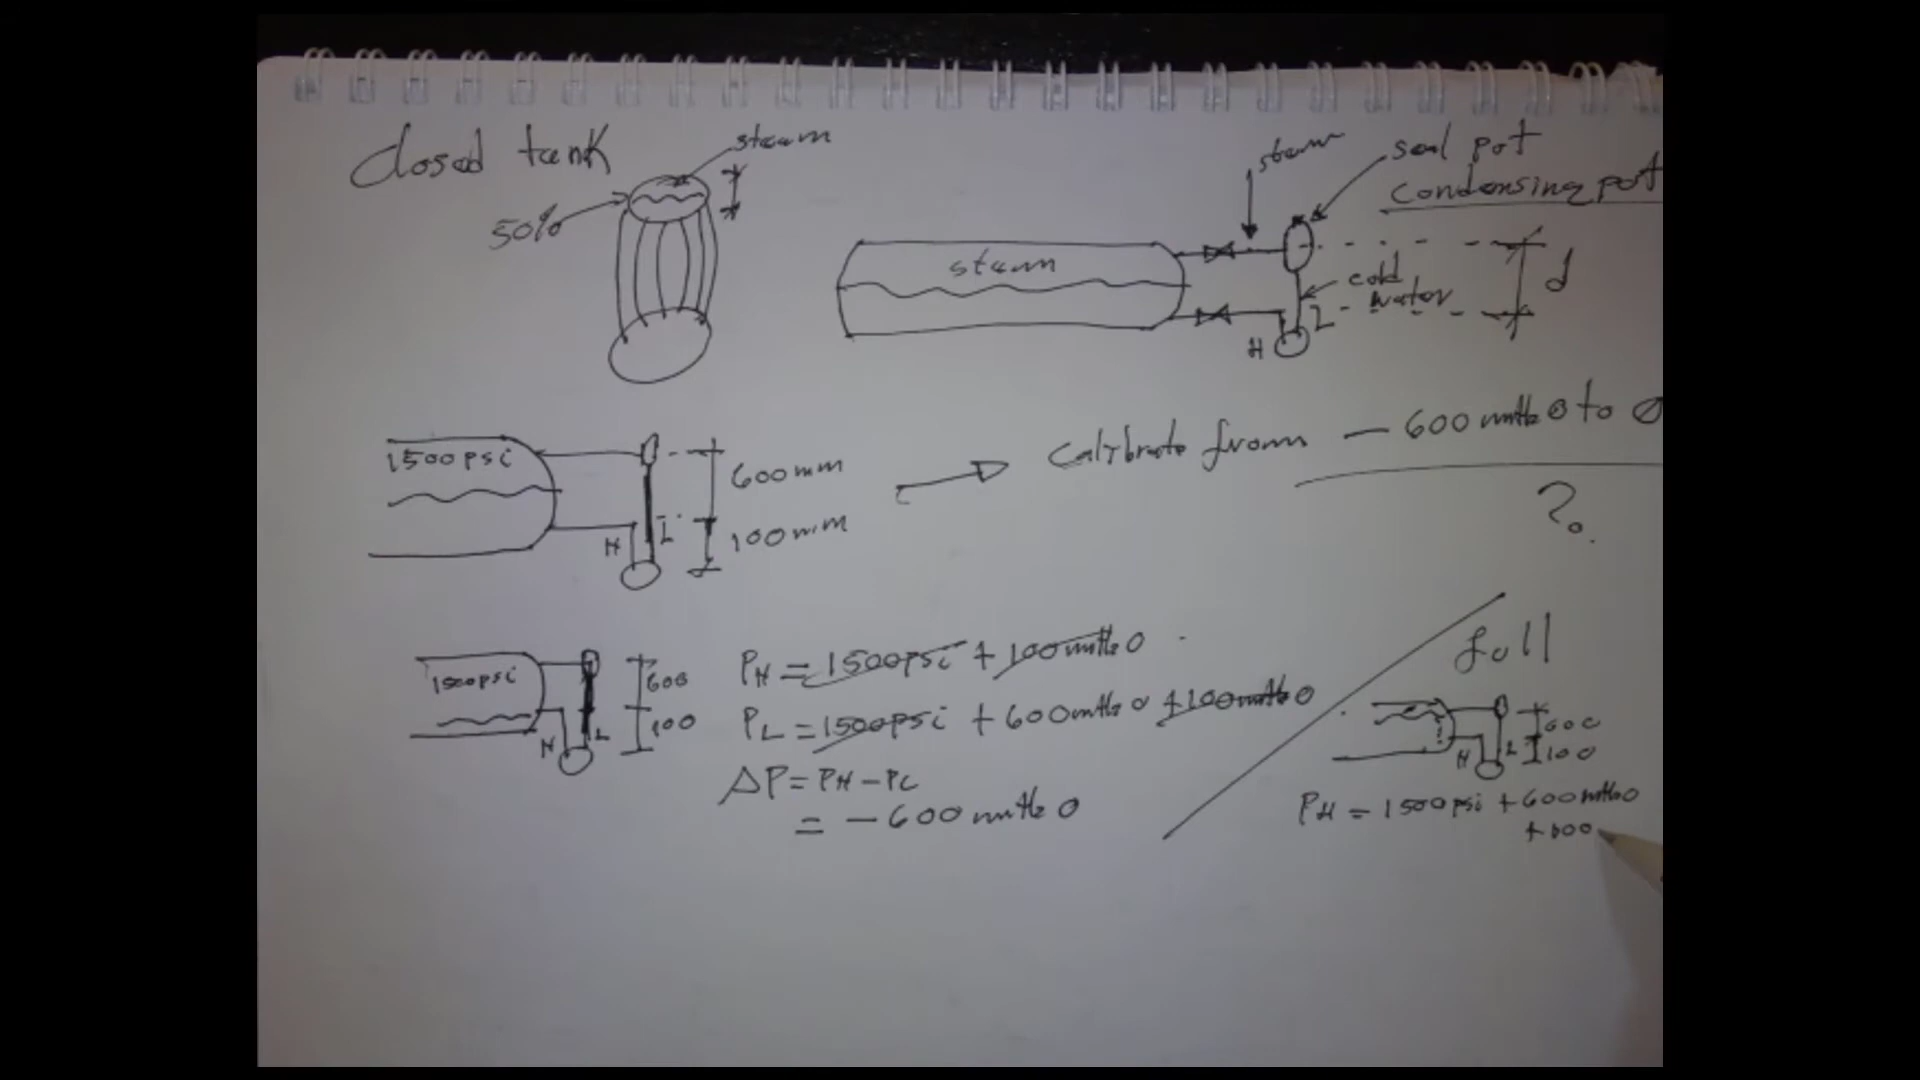 closed tank
steam
50%
steam
seal pot
condensing pot
steam
cold
water
d
H
L
1500psi
600mm
100mm
H
L
Calibrate from - 600 mmH2O to 0
?
1500psi
600
100
H
L
PH = 1500psi + 100mmH2O
PL = 1500psi + 600mmH2O + 100mmH2O
ΔP = PH - PL
= - 600 mmH2O
full
600
100
H
L
PH = 1500psi + 600mmH2O
+ 100